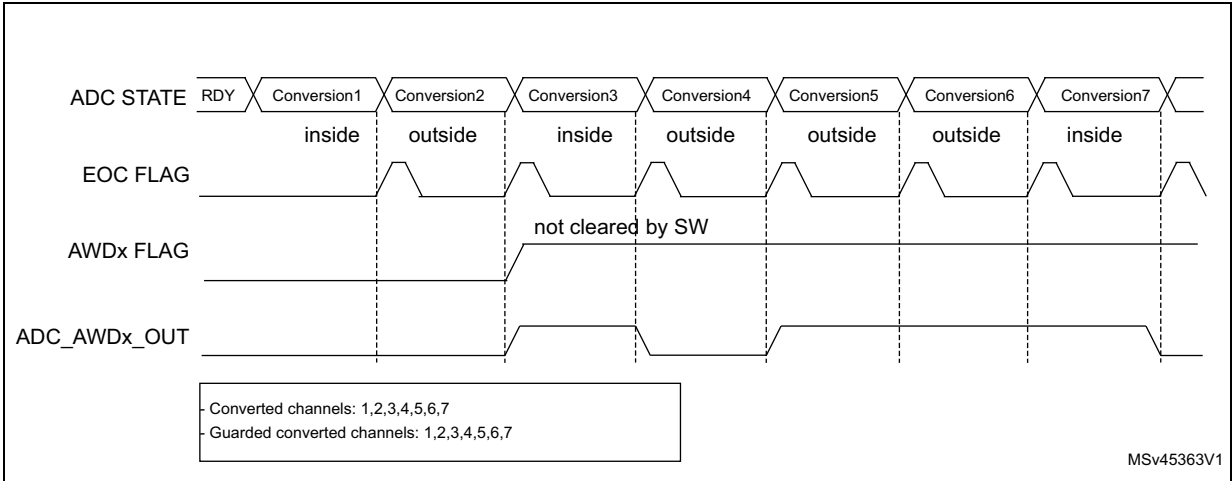 ADC STATE RDY Conversion1 Conversion2 Conversion3 Conversion4 Conversion5 Conversion6 Conversion7
inside outside inside outside outside outside inside
EOC FLAG
not cleared by SW
AWDx FLAG
ADC_AWDx_OUT
- Converted channels: 1,2,3,4,5,6,7
- Guarded converted channels: 1,2,3,4,5,6,7
MSv45363V1